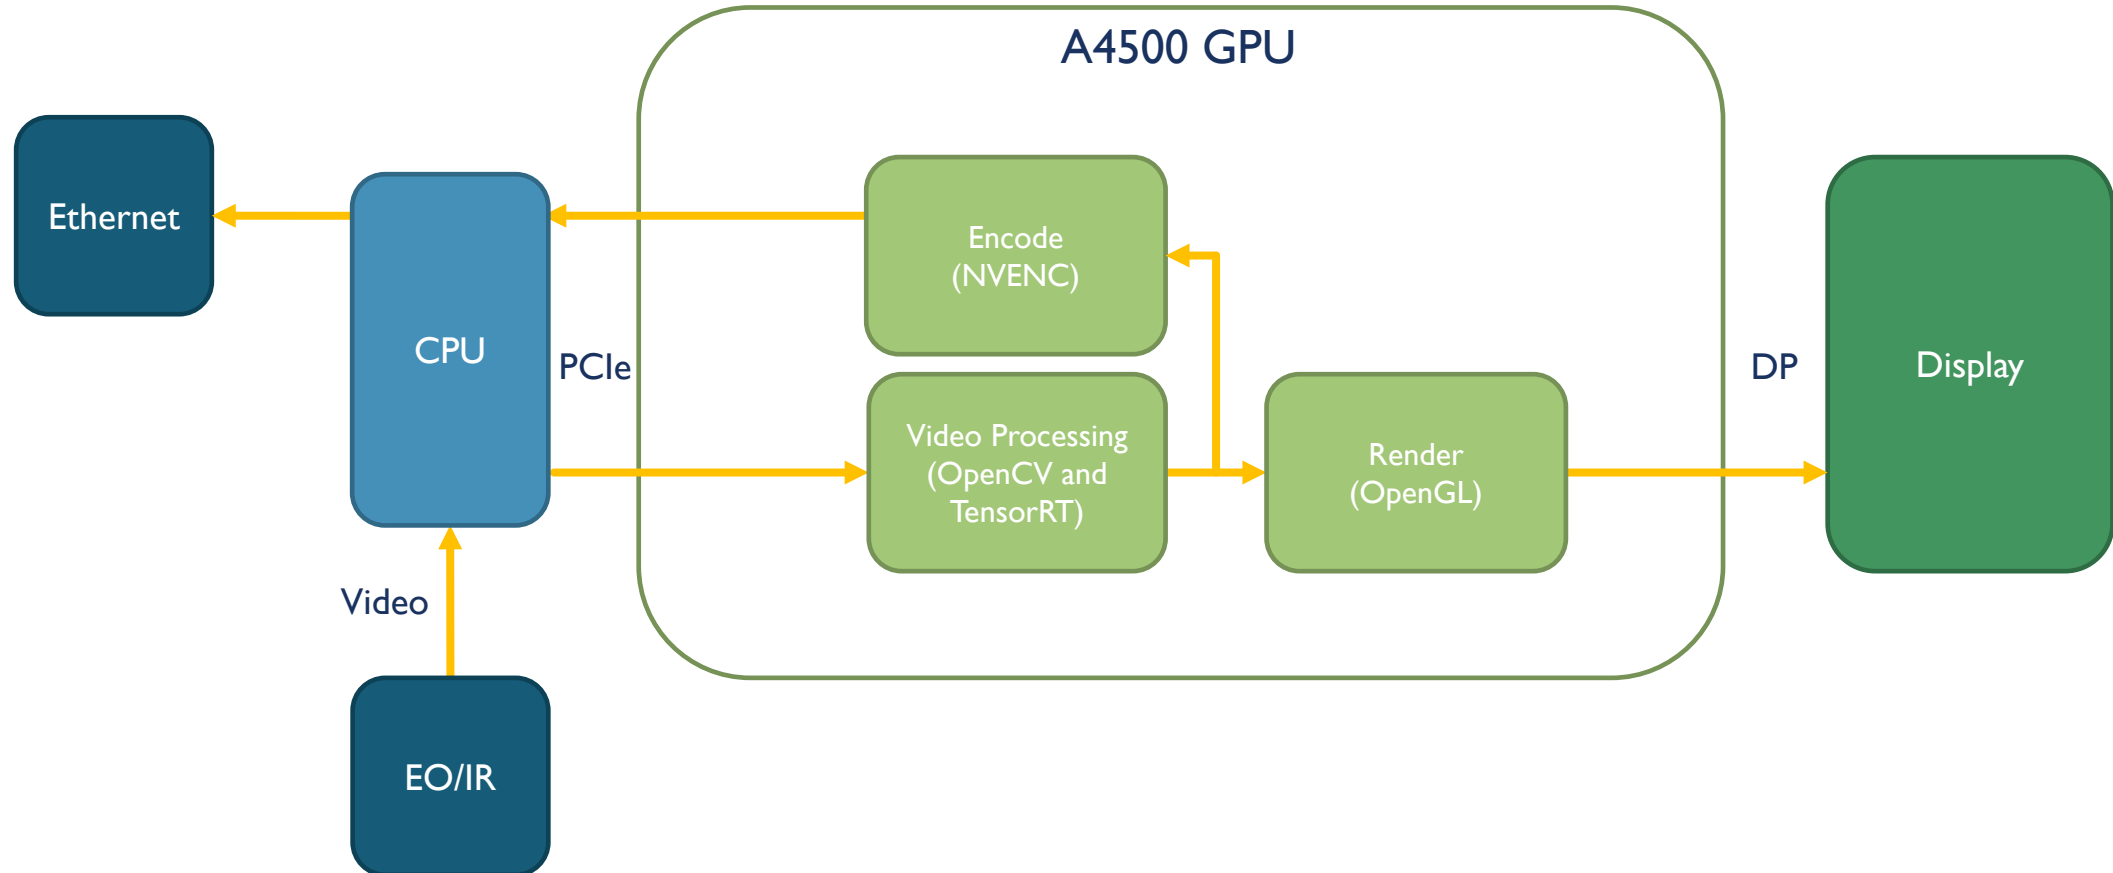 A4500 GPU
Ethernet
CPU
PCIe
Encode
(NVENC)
Video Processing
(OpenCV and
TensorRT)
Render
(OpenGL)
DP
Display
Video
EO/IR